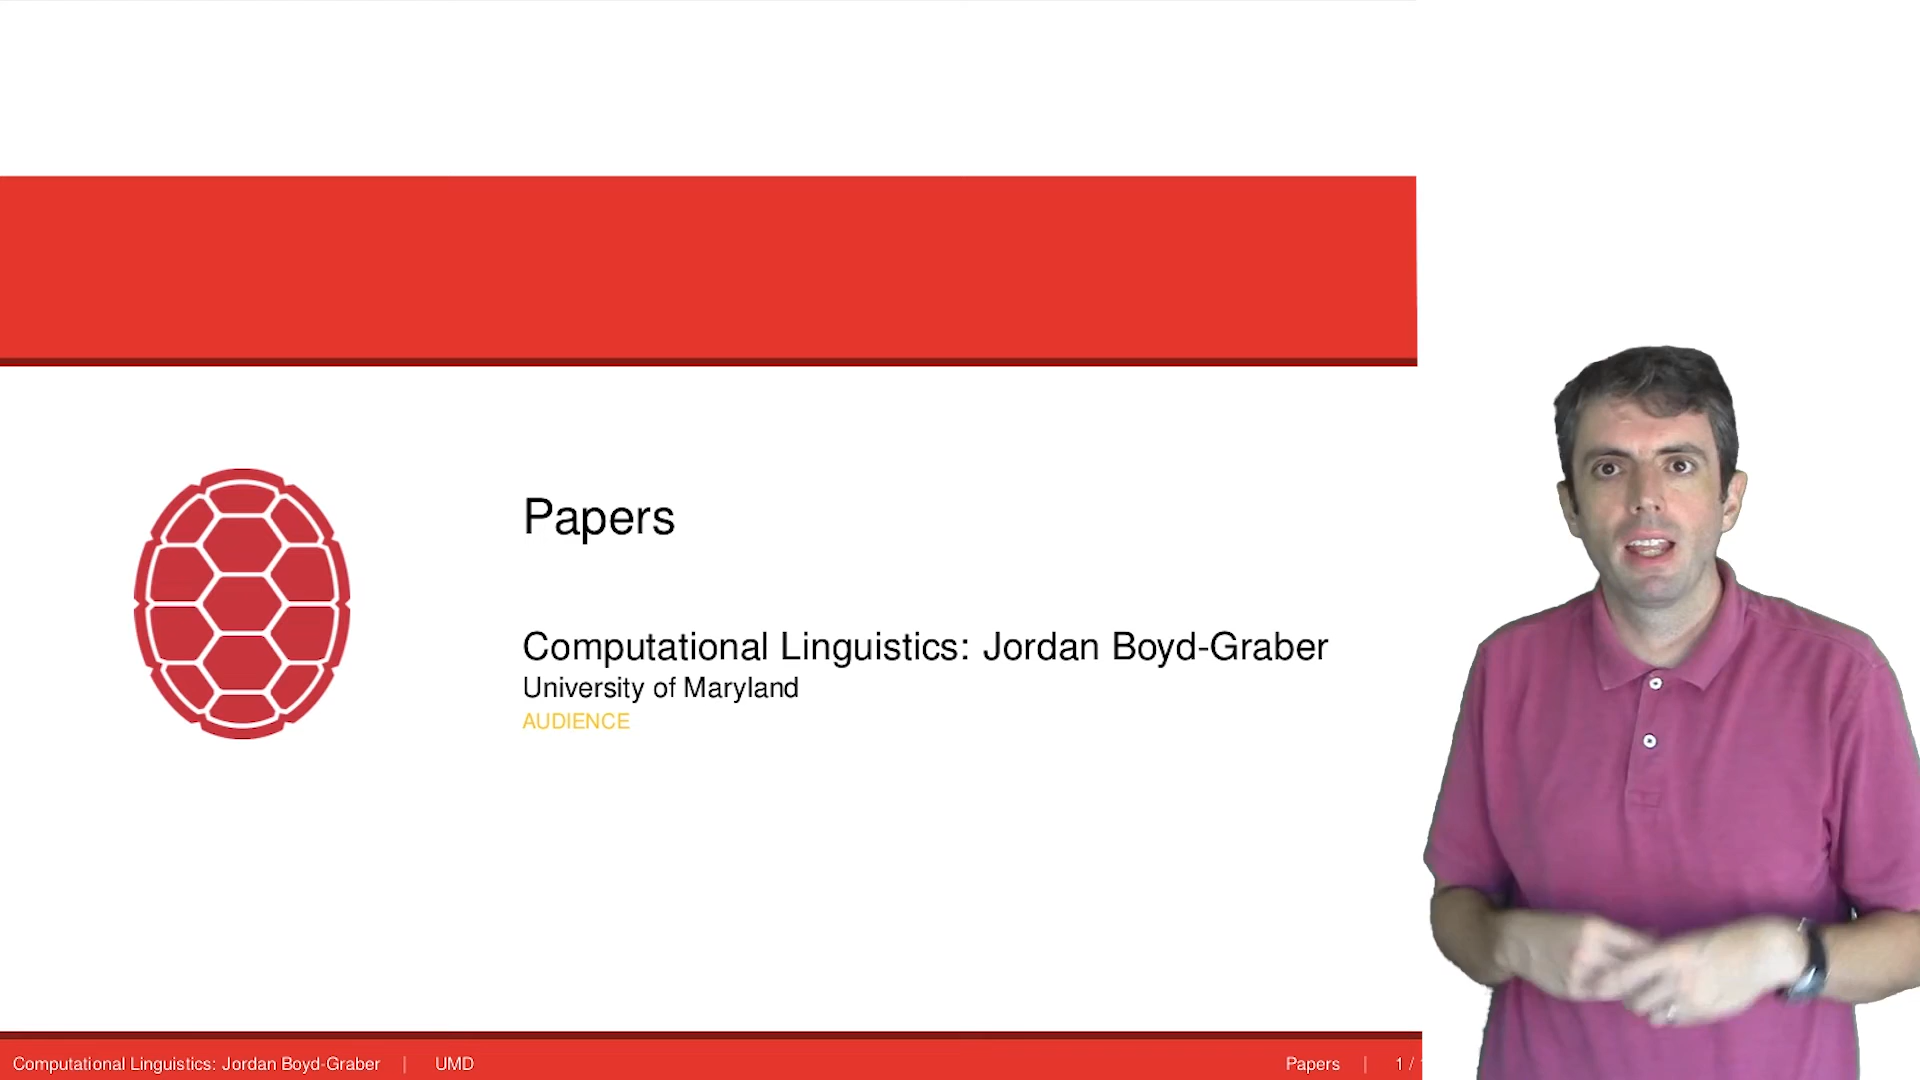 Papers
Computational Linguistics: Jordan Boyd-Graber
University of Maryland
AUDIENCE
Computational Linguistics: Jordan Boyd-Graber | UMD
Papers | 1 /